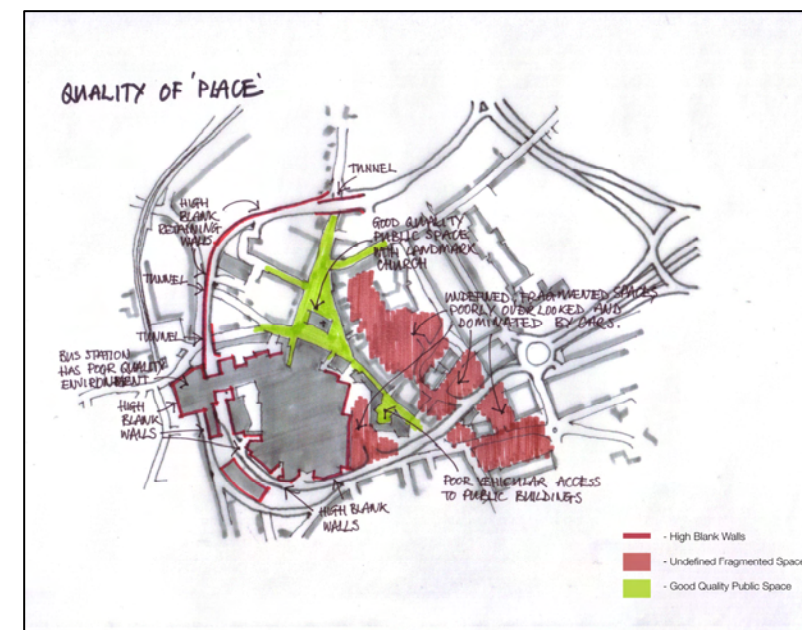 QUALITY OF 'PLACE'
TUNNEL
HIGH
BLANK
RETAINING
WALLS
GOOD QUALITY
PUBLIC SPACE
WITH LANDMARK
CHURCH
TUNNEL
UNDEFINED, FRAGMENTED SPACES
POORLY OVERLOOKED AND
DOMINATED BY CARS.
TUNNEL
BUS STATION
HAS POOR QUALITY
ENVIRONMENT
HIGH
BLANK
WALLS
POOR VEHICULAR ACCESS
TO PUBLIC BUILDINGS
HIGH BLANK
WALLS
- High Blank Walls
- Undefined Fragmented Space
- Good Quality Public Space